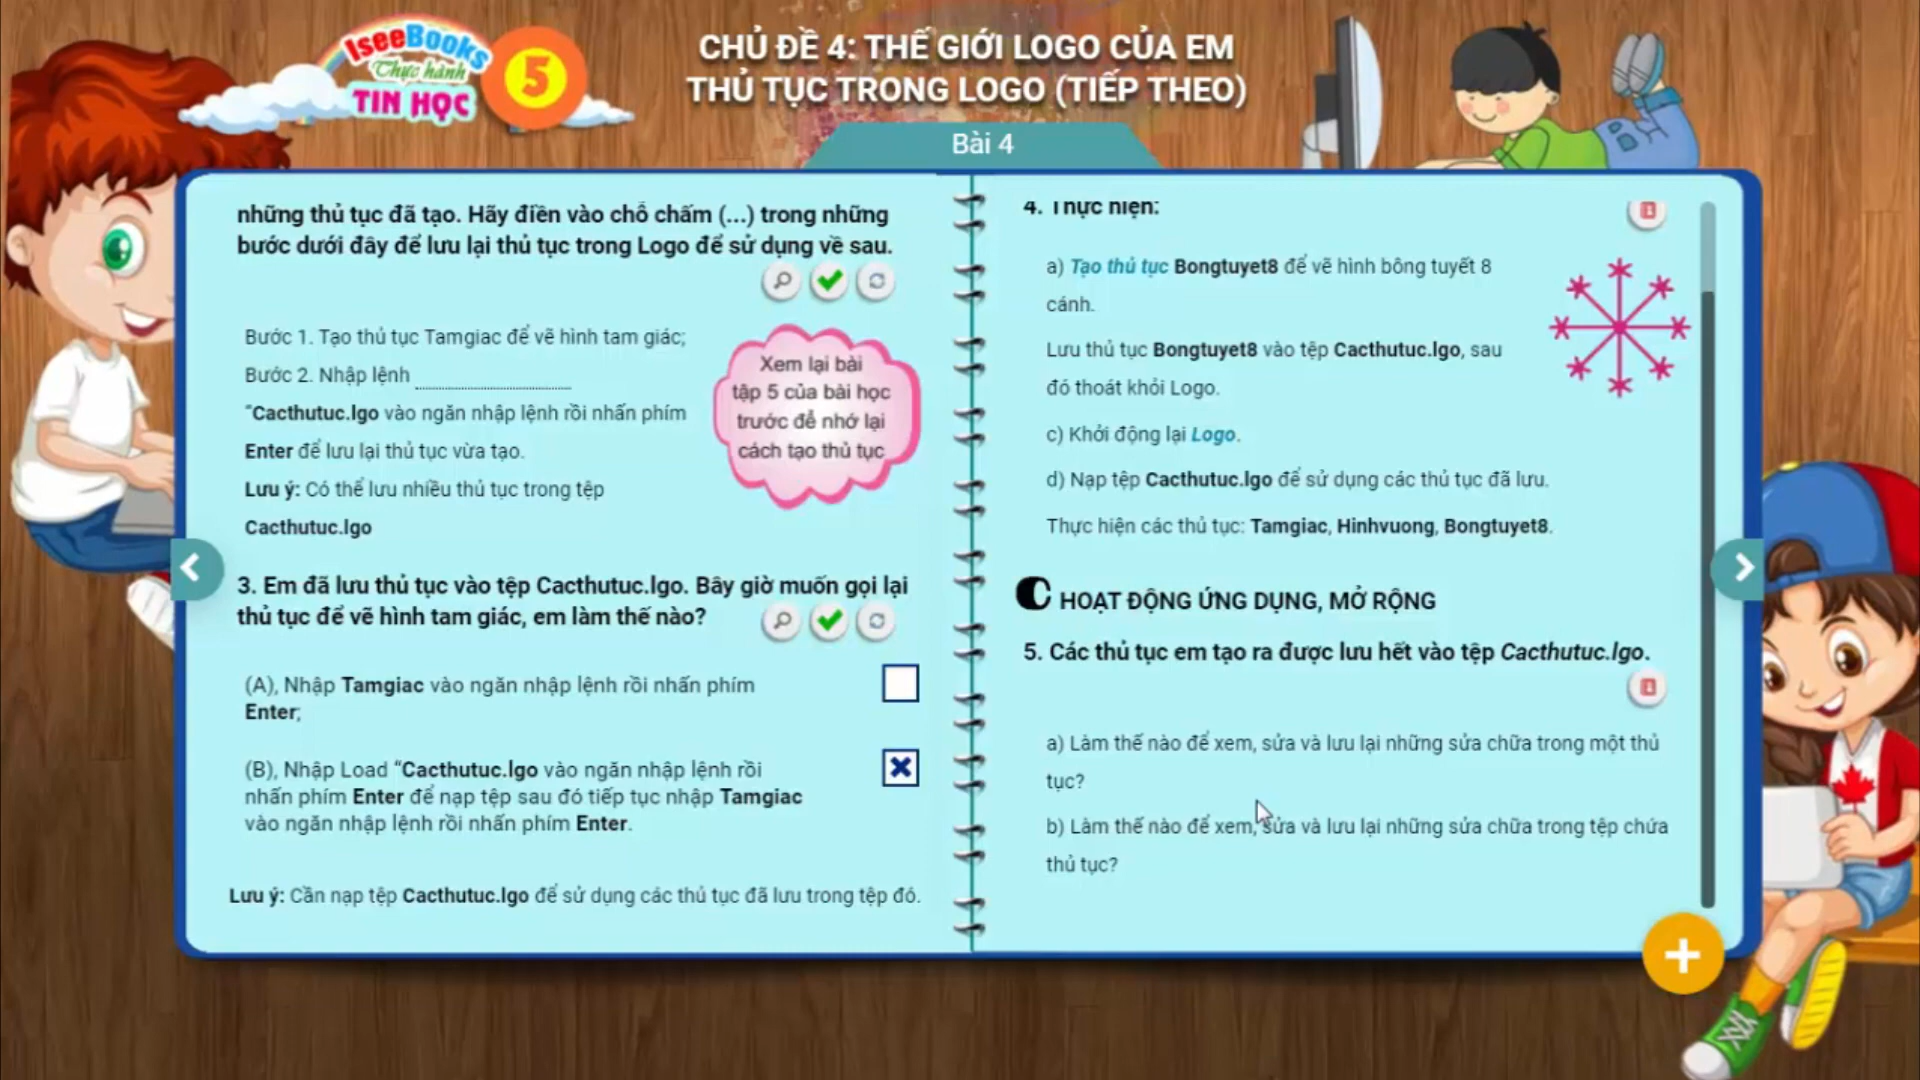 IseeBooks
Thực hành
TIN HỌC
5
CHỦ ĐỀ 4: THẾ GIỚI LOGO CỦA EM
THỦ TỤC TRONG LOGO (TIẾP THEO)
Bài 4
những thủ tục đã tạo. Hãy điền vào chỗ chấm (...) trong những
bước dưới đây để lưu lại thủ tục trong Logo để sử dụng về sau.
Bước 1. Tạo thủ tục Tamgiac để vẽ hình tam giác;
Bước 2. Nhập lệnh
“Cacthutuc.lgo vào ngăn nhập lệnh rồi nhấn phím
Enter để lưu lại thủ tục vừa tạo.
Lưu ý: Có thể lưu nhiều thủ tục trong tệp
Cacthutuc.lgo
Xem lại bài
tập 5 của bài học
trước để nhớ lại
cách tạo thủ tục
3. Em đã lưu thủ tục vào tệp Cacthutuc.lgo. Bây giờ muốn gọi lại
thủ tục để vẽ hình tam giác, em làm thế nào?
(A), Nhập Tamgiac vào ngăn nhập lệnh rồi nhấn phím
Enter;
(B), Nhập Load “Cacthutuc.lgo vào ngăn nhập lệnh rồi
nhấn phím Enter để nạp tệp sau đó tiếp tục nhập Tamgiac
vào ngăn nhập lệnh rồi nhấn phím Enter.
Lưu ý: Cần nạp tệp Cacthutuc.lgo để sử dụng các thủ tục đã lưu trong tệp đó.
4. Thực hiện:
a) Tạo thủ tục Bongtuyet8 để vẽ hình bông tuyết 8
cánh.
Lưu thủ tục Bongtuyet8 vào tệp Cacthutuc.lgo, sau
đó thoát khỏi Logo.
c) Khởi động lại Logo.
d) Nạp tệp Cacthutuc.lgo để sử dụng các thủ tục đã lưu.
Thực hiện các thủ tục: Tamgiac, Hinhvuong, Bongtuyet8.
C HOẠT ĐỘNG ỨNG DỤNG, MỞ RỘNG
5. Các thủ tục em tạo ra được lưu hết vào tệp Cacthutuc.lgo.
a) Làm thế nào để xem, sửa và lưu lại những sửa chữa trong một thủ
tục?
b) Làm thế nào để xem, sửa và lưu lại những sửa chữa trong tệp chứa
thủ tục?